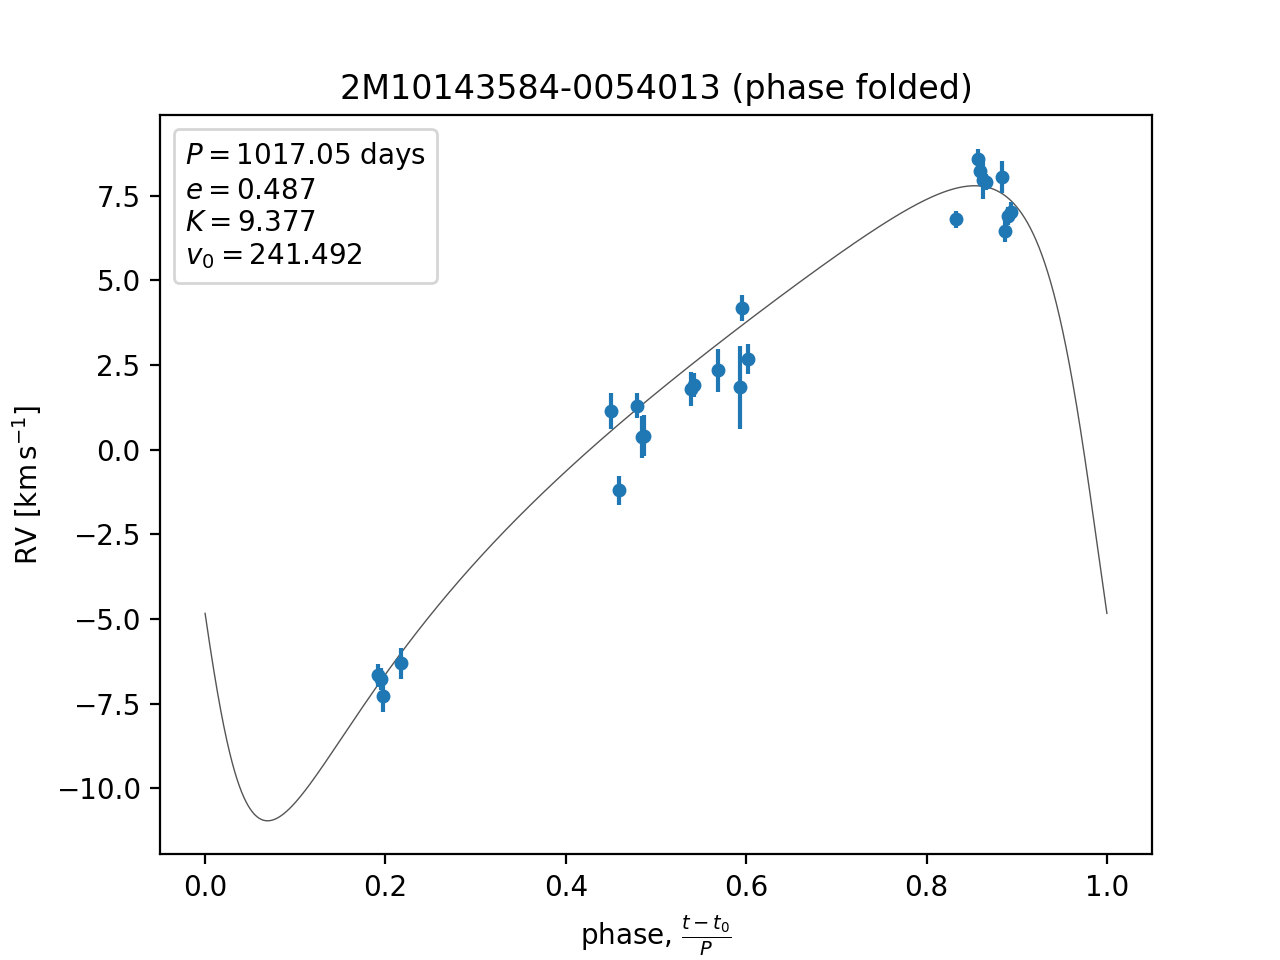 2M10143584-0054013 (phase folded)
P = 1017.05 days
e = 0.487
K = 9.377
v₀ = 241.492
7.5
5.0
2.5
0.0
−2.5
−5.0
−7.5
−10.0
RV [km s⁻¹]
0.0 0.2 0.4 0.6 0.8 1.0
phase, (t − t₀)/P